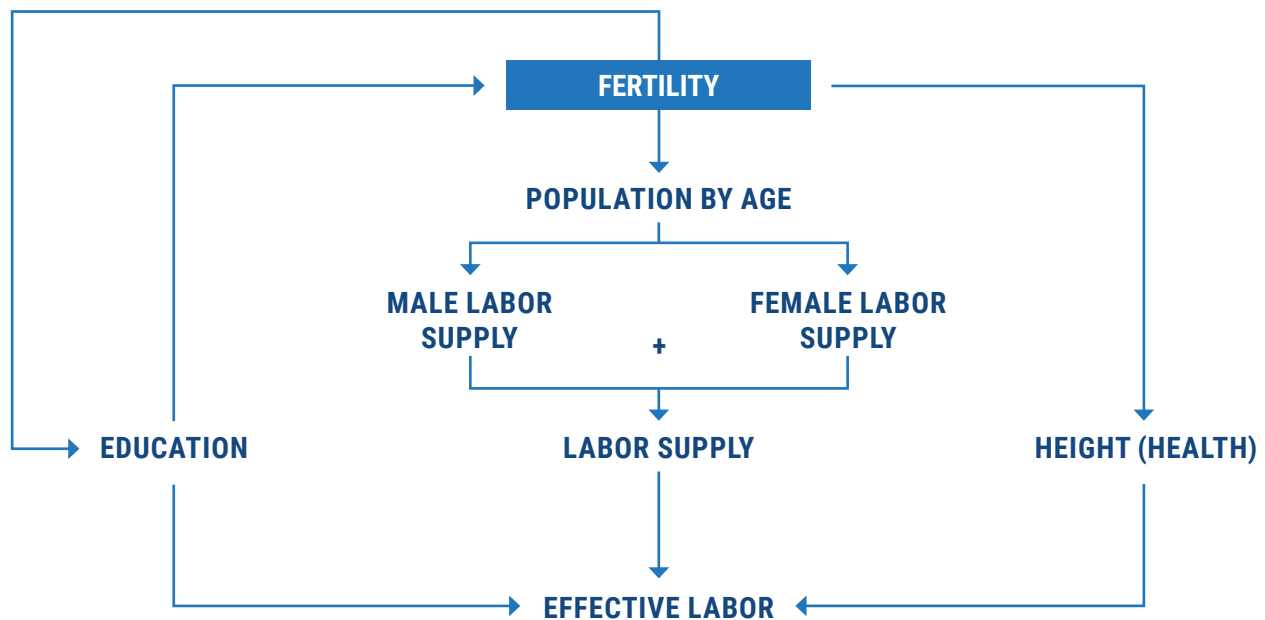 FERTILITY
POPULATION BY AGE
MALE LABOR
SUPPLY
+
FEMALE LABOR
SUPPLY
EDUCATION
LABOR SUPPLY
HEIGHT (HEALTH)
EFFECTIVE LABOR